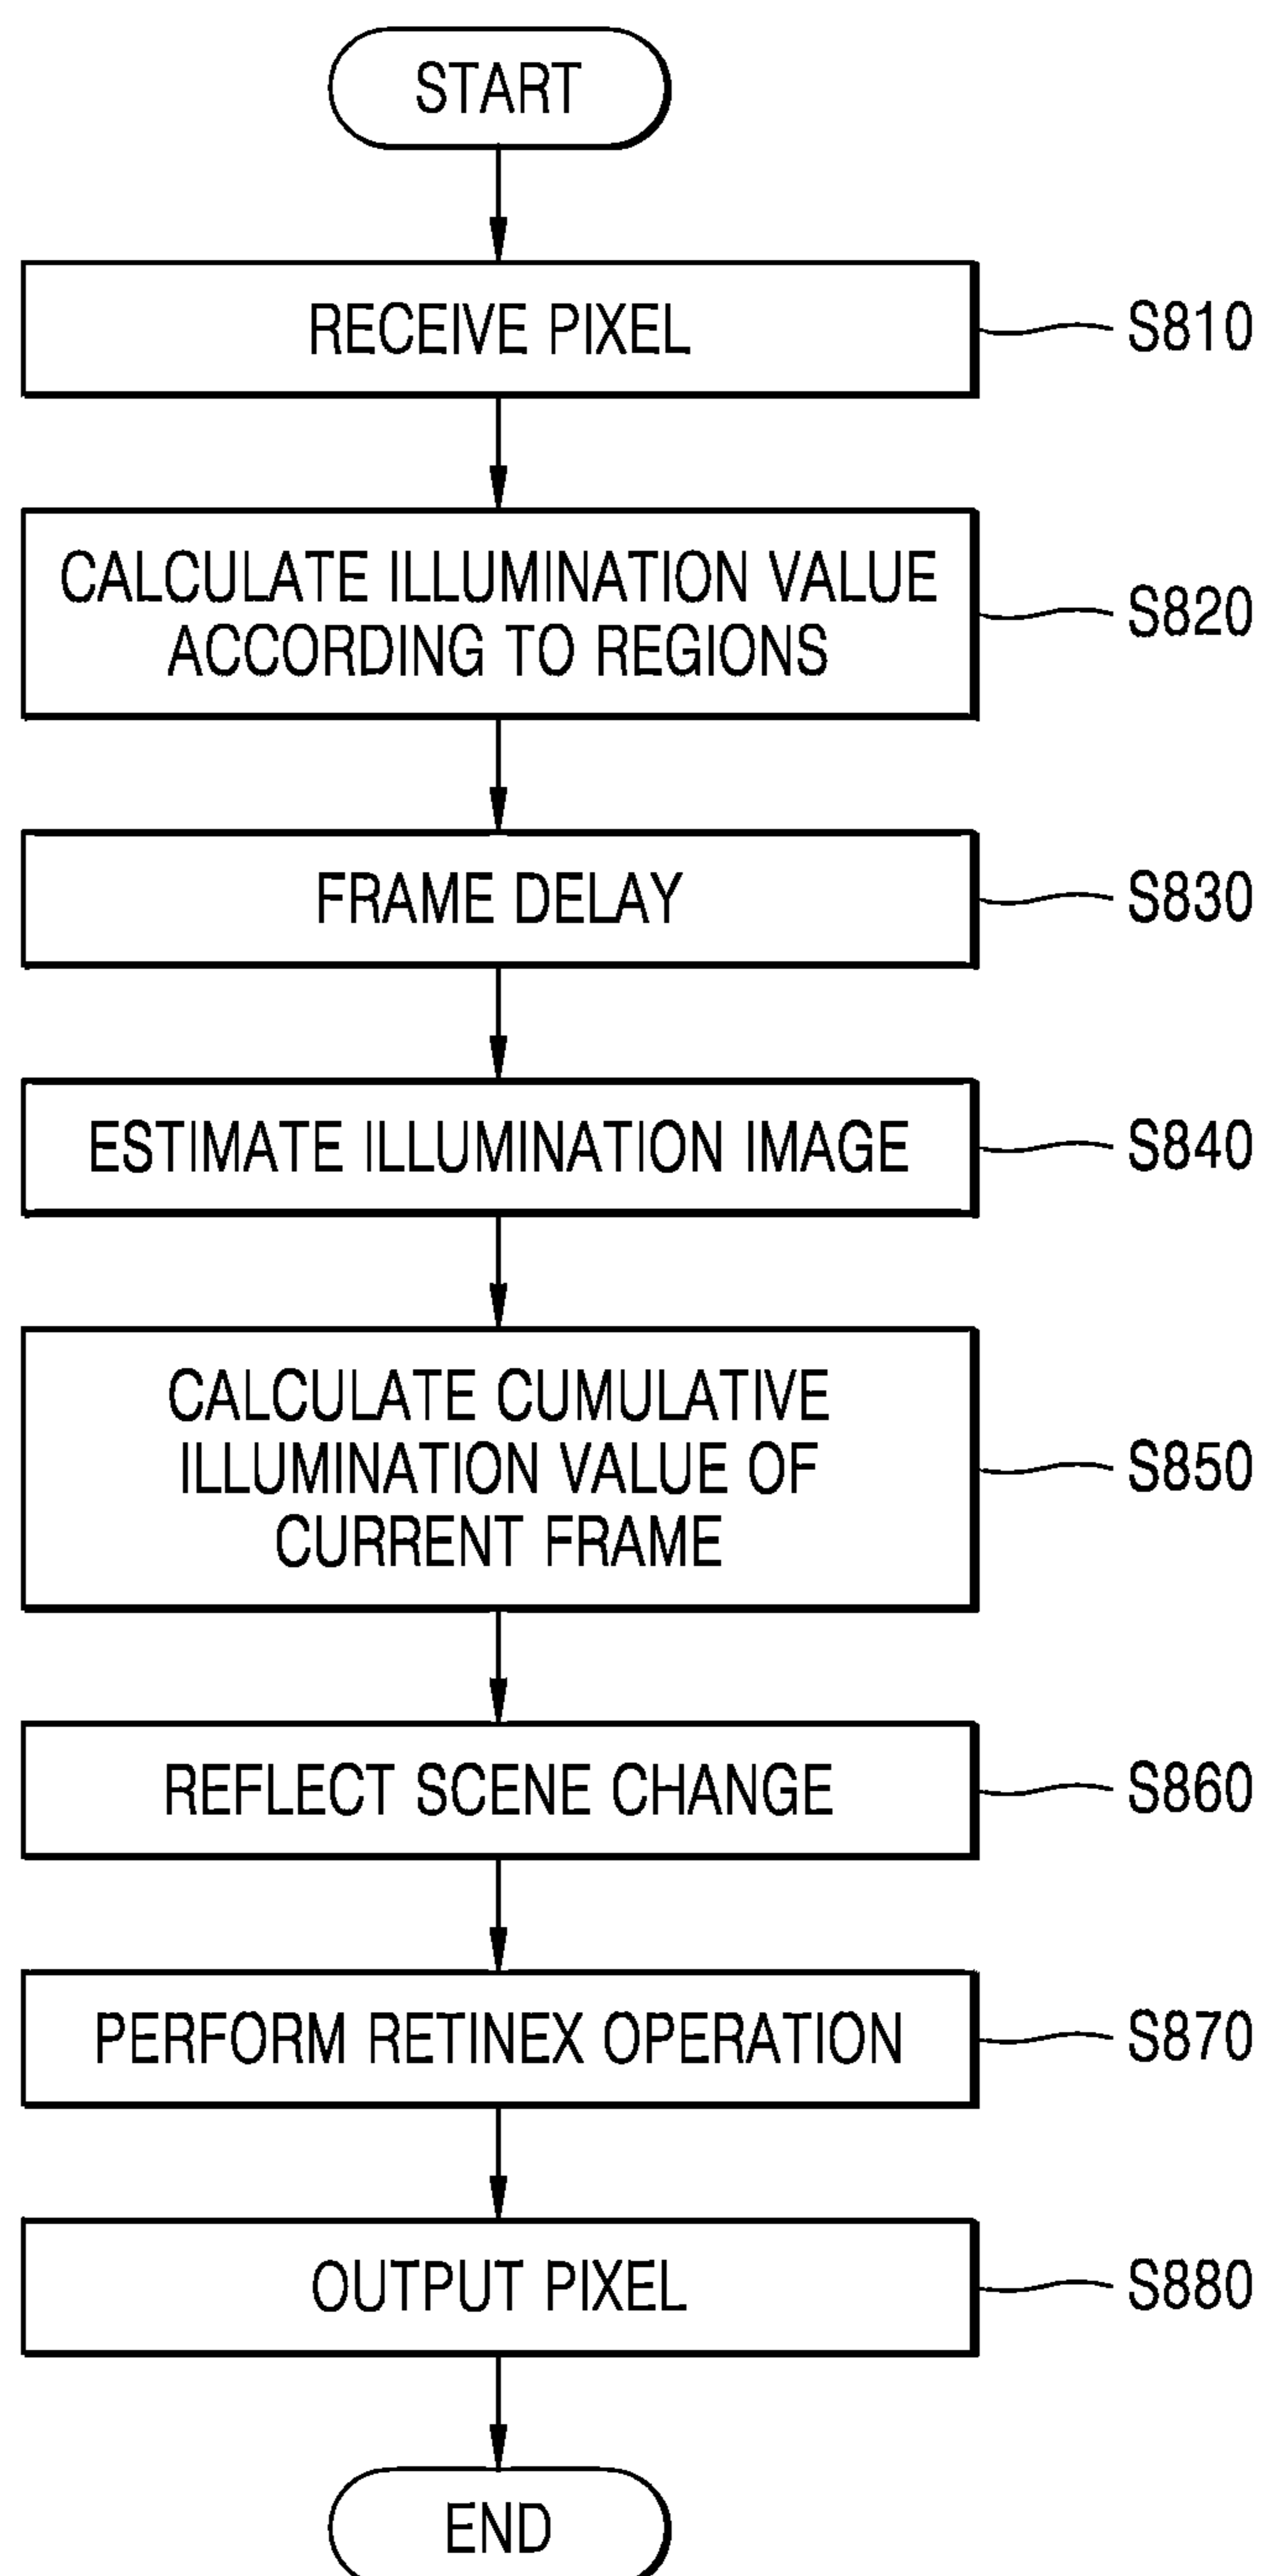 START
RECEIVE PIXEL
S810
CALCULATE ILLUMINATION VALUE
ACCORDING TO REGIONS
S820
FRAME DELAY
S830
ESTIMATE ILLUMINATION IMAGE
S840
CALCULATE CUMULATIVE
ILLUMINATION VALUE OF
CURRENT FRAME
S850
REFLECT SCENE CHANGE
S860
PERFORM RETINEX OPERATION
S870
OUTPUT PIXEL
S880
END